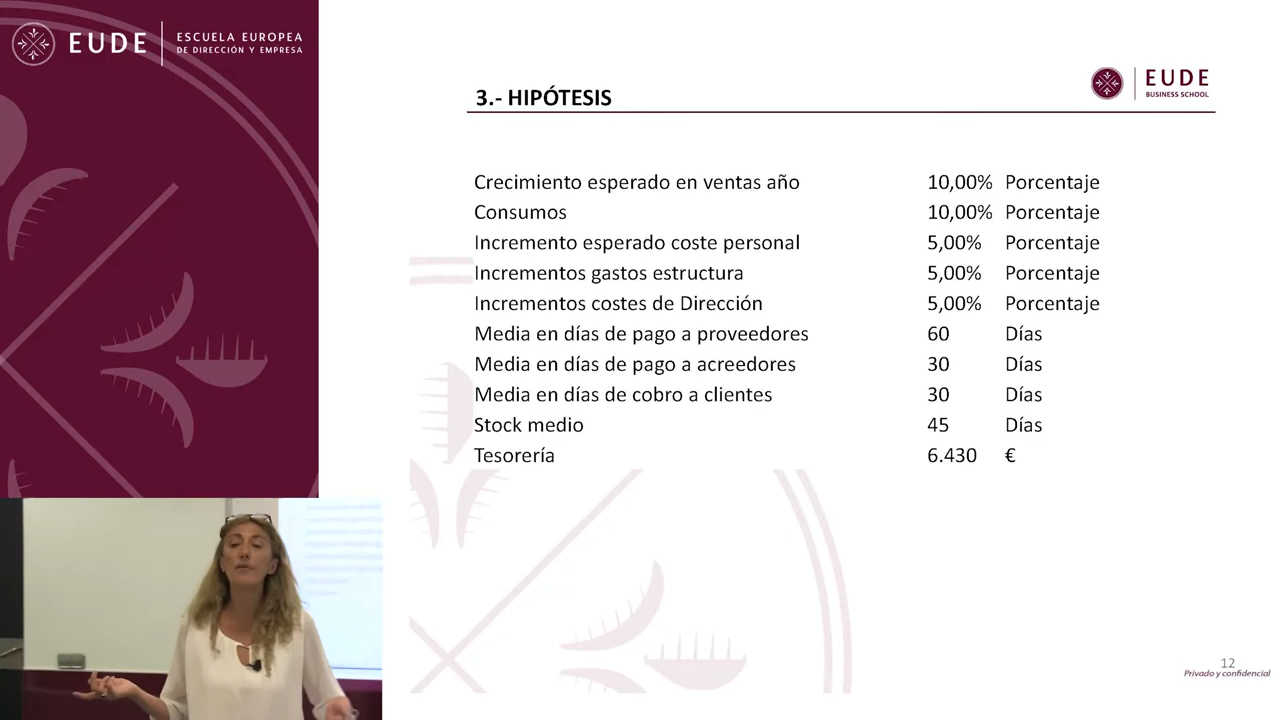 EUDE
ESCUELA EUROPEA
DE DIRECCIÓN Y EMPRESA
3.- HIPÓTESIS
EUDE
BUSINESS SCHOOL
Crecimiento esperado en ventas año 10,00% Porcentaje
Consumos 10,00% Porcentaje
Incremento esperado coste personal 5,00% Porcentaje
Incrementos gastos estructura 5,00% Porcentaje
Incrementos costes de Dirección 5,00% Porcentaje
Media en días de pago a proveedores 60 Días
Media en días de pago a acreedores 30 Días
Media en días de cobro a clientes 30 Días
Stock medio 45 Días
Tesorería 6.430 €
12
Privado y confidencial